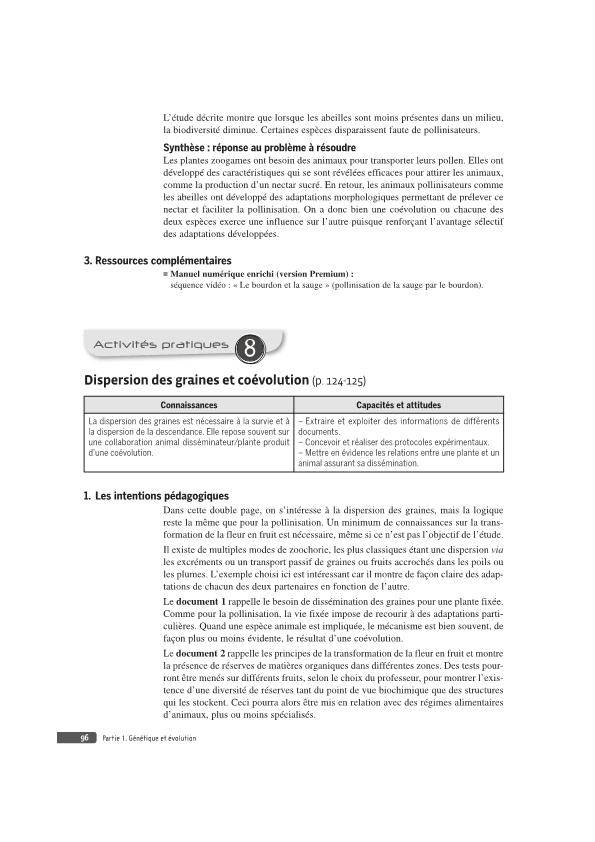 L'étude décrite montre que lorsque les abeilles sont moins présentes dans un milieu,
la biodiversité diminue. Certaines espèces disparaissent faute de pollinisateurs.
Synthèse : réponse au problème à résoudre
Les plantes zoogames ont besoin des animaux pour transporter leurs pollen. Elles ont
développé des caractéristiques qui se sont révélées efficaces pour attirer les animaux,
comme la production d'un nectar sucré. En retour, les animaux pollinisateurs comme
les abeilles ont développé des adaptations morphologiques permettant de prélever ce
nectar et faciliter la pollinisation. On a donc bien une coévolution ou chacune des
deux espèces exerce une influence sur l'autre puisque renforçant l'avantage sélectif
des adaptations développées.
3. Ressources complémentaires
■ Manuel numérique enrichi (version Premium) :
séquence vidéo : « Le bourdon et la sauge » (pollinisation de la sauge par le bourdon).
Activités pratiques 8
Dispersion des graines et coévolution (p. 124-125)
Connaissances
Capacités et attitudes
La dispersion des graines est nécessaire à la survie et à
la dispersion de la descendance. Elle repose souvent sur
une collaboration animal disséminateur/plante produit
d'une coévolution.
– Extraire et exploiter des informations de différents
documents.
– Concevoir et réaliser des protocoles expérimentaux.
– Mettre en évidence les relations entre une plante et un
animal assurant sa dissémination.
1. Les intentions pédagogiques
Dans cette double page, on s'intéresse à la dispersion des graines, mais la logique
reste la même que pour la pollinisation. Un minimum de connaissances sur la trans-
formation de la fleur en fruit est nécessaire, même si ce n'est pas l'objectif de l'étude.
Il existe de multiples modes de zoochorie, les plus classiques étant une dispersion via
les excréments ou un transport passif de graines ou fruits accrochés dans les poils ou
les plumes. L'exemple choisi ici est intéressant car il montre de façon claire des adap-
tations de chacun des deux partenaires en fonction de l'autre.
Le document 1 rappelle le besoin de dissémination des graines pour une plante fixée.
Comme pour la pollinisation, la vie fixée impose de recourir à des adaptations parti-
culières. Quand une espèce animale est impliquée, le mécanisme est bien souvent, de
façon plus ou moins évidente, le résultat d'une coévolution.
Le document 2 rappelle les principes de la transformation de la fleur en fruit et montre
la présence de réserves de matières organiques dans différentes zones. Des tests pour-
ront être menés sur différents fruits, selon le choix du professeur, pour montrer l'exis-
tence d'une diversité de réserves tant du point de vue biochimique que des structures
qui les stockent. Ceci pourra alors être mis en relation avec des régimes alimentaires
d'animaux, plus ou moins spécialisés.
96 Partie 1. Génétique et évolution